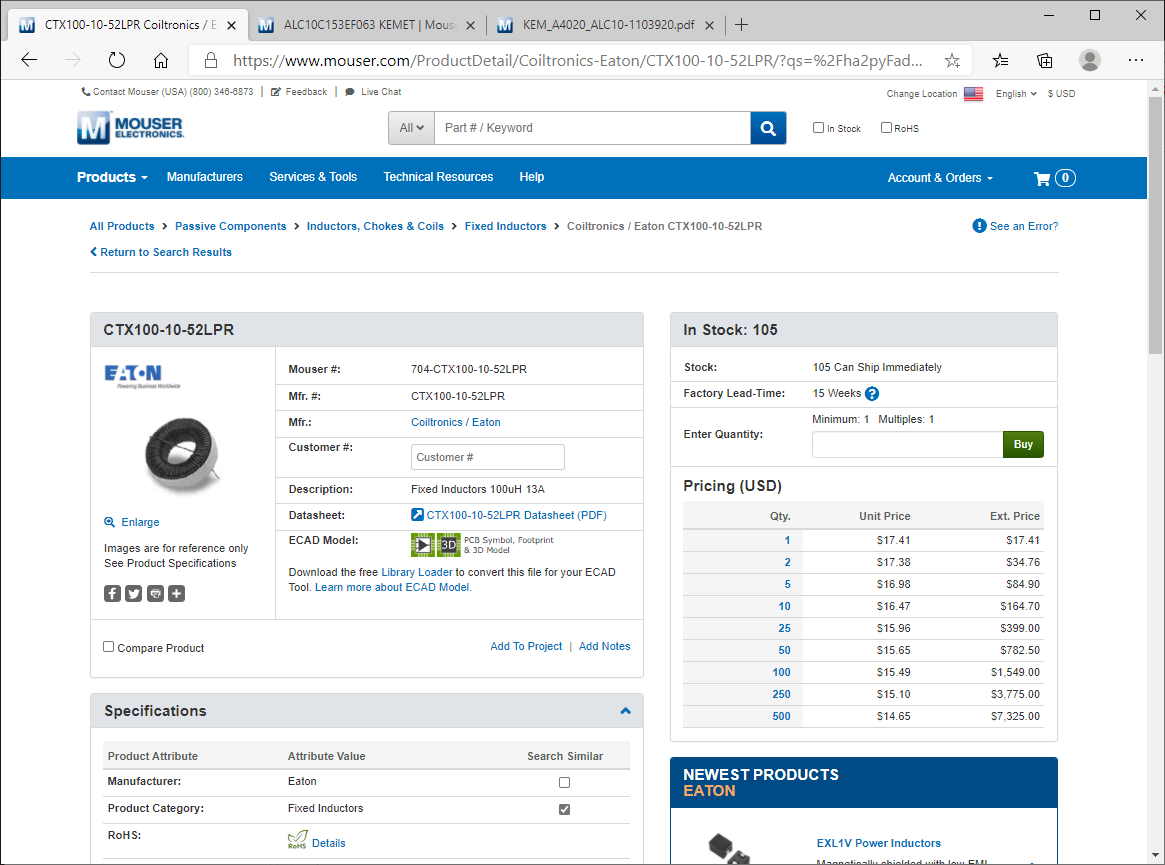 CTX100-10-52LPR Coiltronics / E
ALC10C153EF063 KEMET | Mous
KEM_A4020_ALC10-1103920.pdf
https://www.mouser.com/ProductDetail/Coiltronics-Eaton/CTX100-10-52LPR/?qs=%2Fha2pyFad...
Contact Mouser (USA) (800) 346-6873 | Feedback | Live Chat
Change Location English $ USD
M MOUSER ELECTRONICS.
All Part # / Keyword In Stock RoHS
Products Manufacturers Services & Tools Technical Resources Help Account & Orders 0
All Products > Passive Components > Inductors, Chokes & Coils > Fixed Inductors > Coiltronics / Eaton CTX100-10-52LPR
See an Error?
Return to Search Results
CTX100-10-52LPR
EATON
Powering Business Worldwide
Enlarge
Images are for reference only
See Product Specifications
Mouser #: 704-CTX100-10-52LPR
Mfr. #: CTX100-10-52LPR
Mfr.: Coiltronics / Eaton
Customer #: Customer #
Description: Fixed Inductors 100uH 13A
Datasheet: CTX100-10-52LPR Datasheet (PDF)
ECAD Model: 3D PCB Symbol, Footprint
& 3D Model
Download the free Library Loader to convert this file for your ECAD
Tool. Learn more about ECAD Model.
Compare Product
Add To Project | Add Notes
Specifications
Product Attribute Attribute Value Search Similar
Manufacturer: Eaton
Product Category: Fixed Inductors
RoHS: RoHS Details
In Stock: 105
Stock: 105 Can Ship Immediately
Factory Lead-Time: 15 Weeks ?
Minimum: 1 Multiples: 1
Enter Quantity: Buy
Pricing (USD)
Qty. Unit Price Ext. Price
1 $17.41 $17.41
2 $17.38 $34.76
5 $16.98 $84.90
10 $16.47 $164.70
25 $15.96 $399.00
50 $15.65 $782.50
100 $15.49 $1,549.00
250 $15.10 $3,775.00
500 $14.65 $7,325.00
NEWEST PRODUCTS
EATON
EXL1V Power Inductors
Magnetically shielded with low EMI